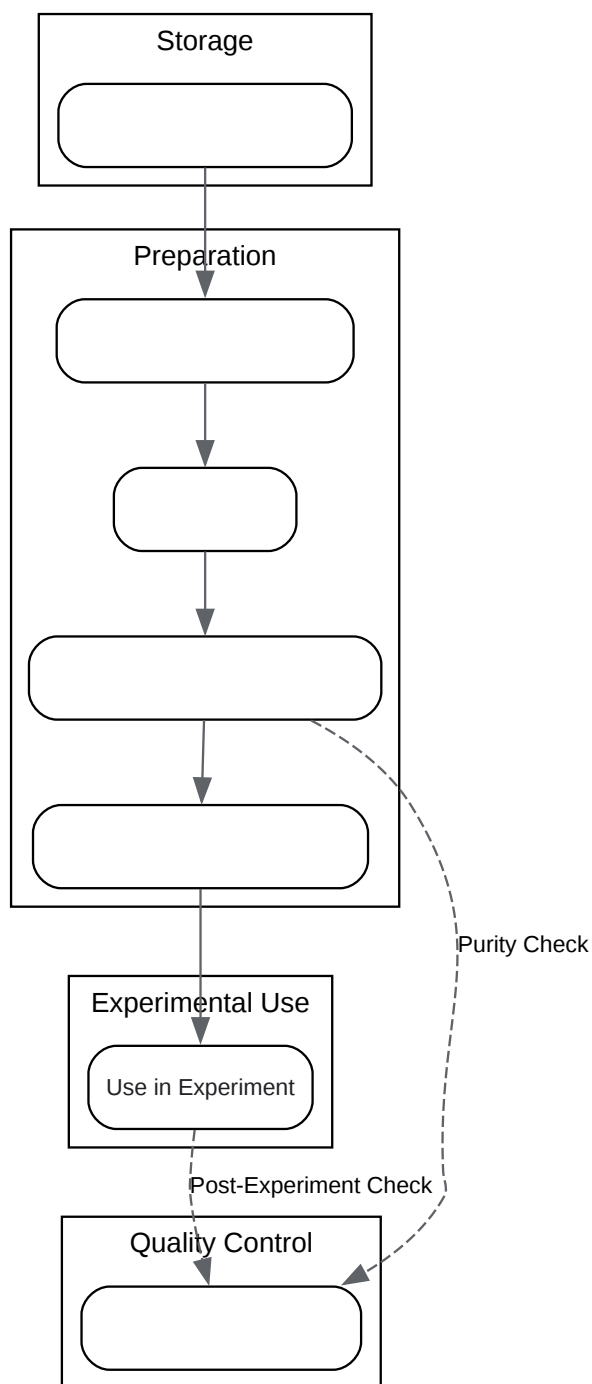 Storage
Preparation
Purity Check
Experimental Use
Use in Experiment
Post-Experiment Check
Quality Control